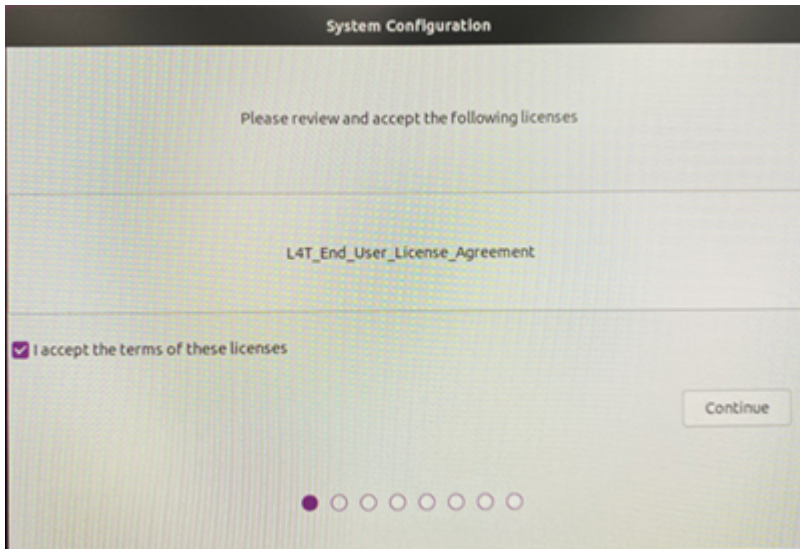 System Configuration
Please review and accept the following licenses
L4T_End_User_License_Agreement
I accept the terms of these licenses
Continue